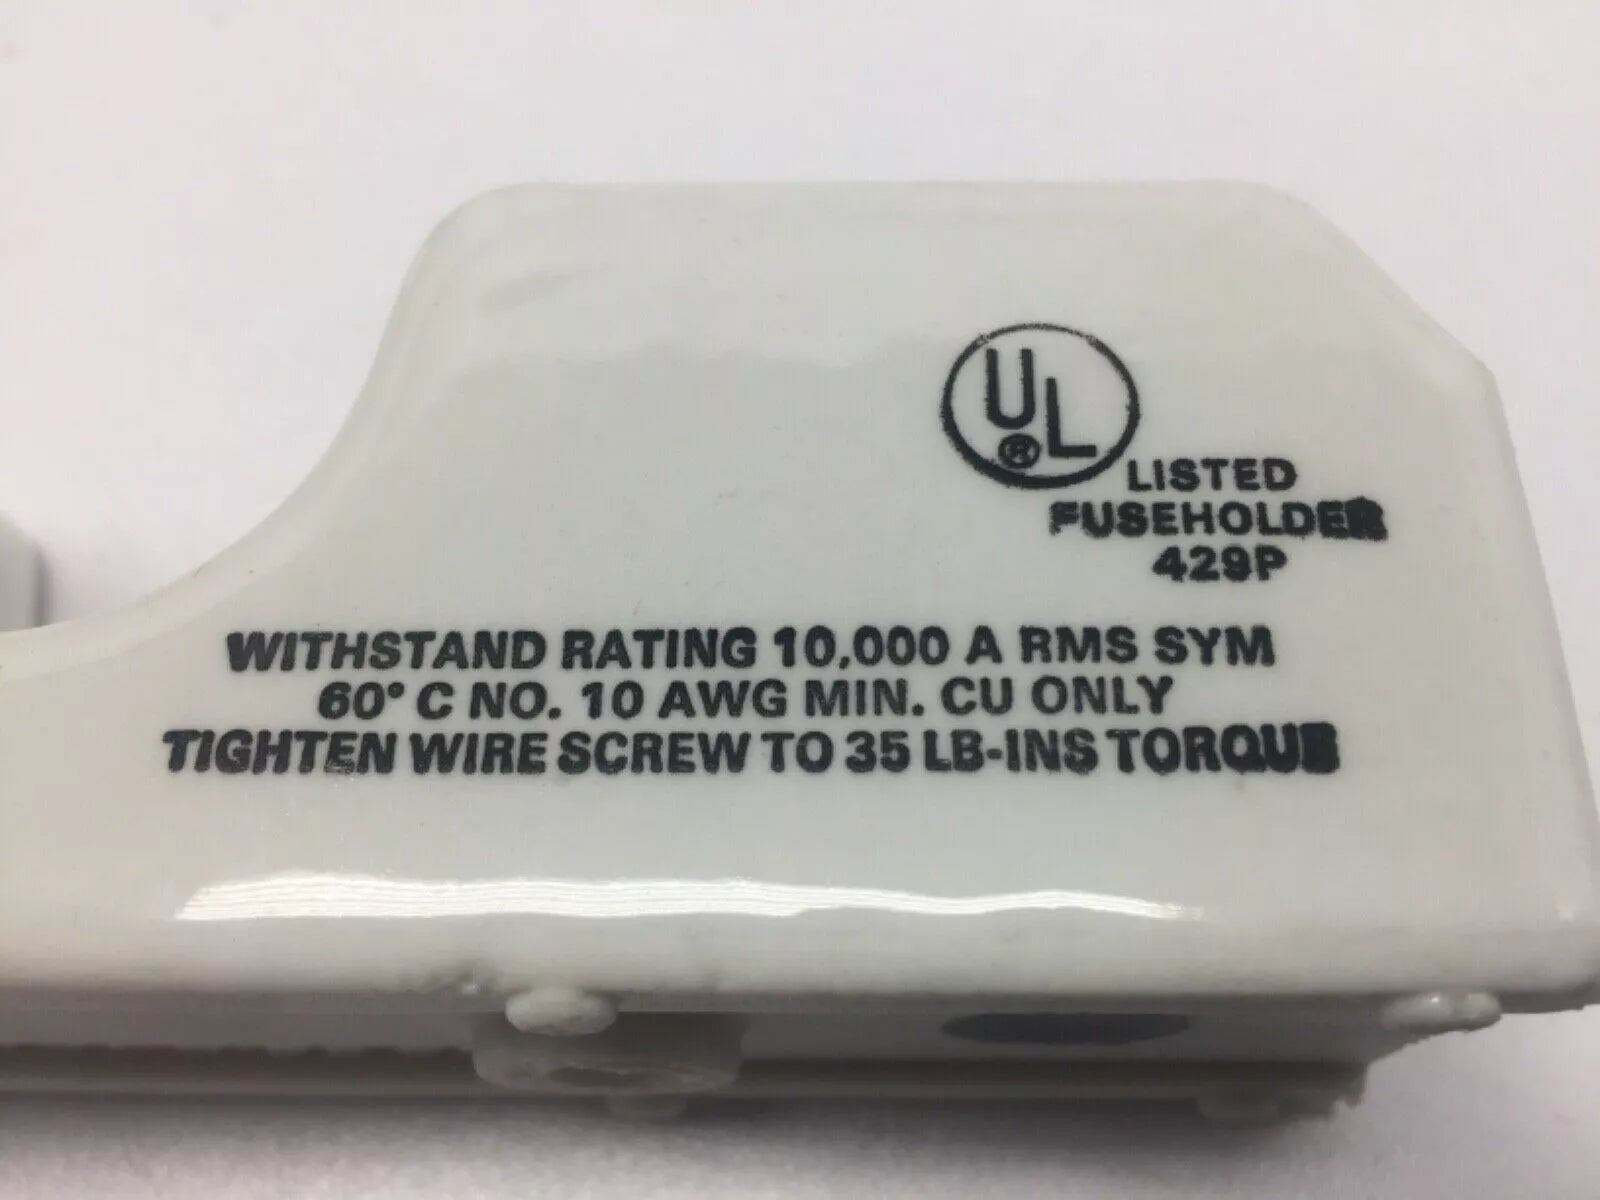 UL
®
LISTED
FUSEHOLDER
429P
WITHSTAND RATING 10,000 A RMS SYM
60° C NO. 10 AWG MIN. CU ONLY
TIGHTEN WIRE SCREW TO 35 LB-INS TORQUE